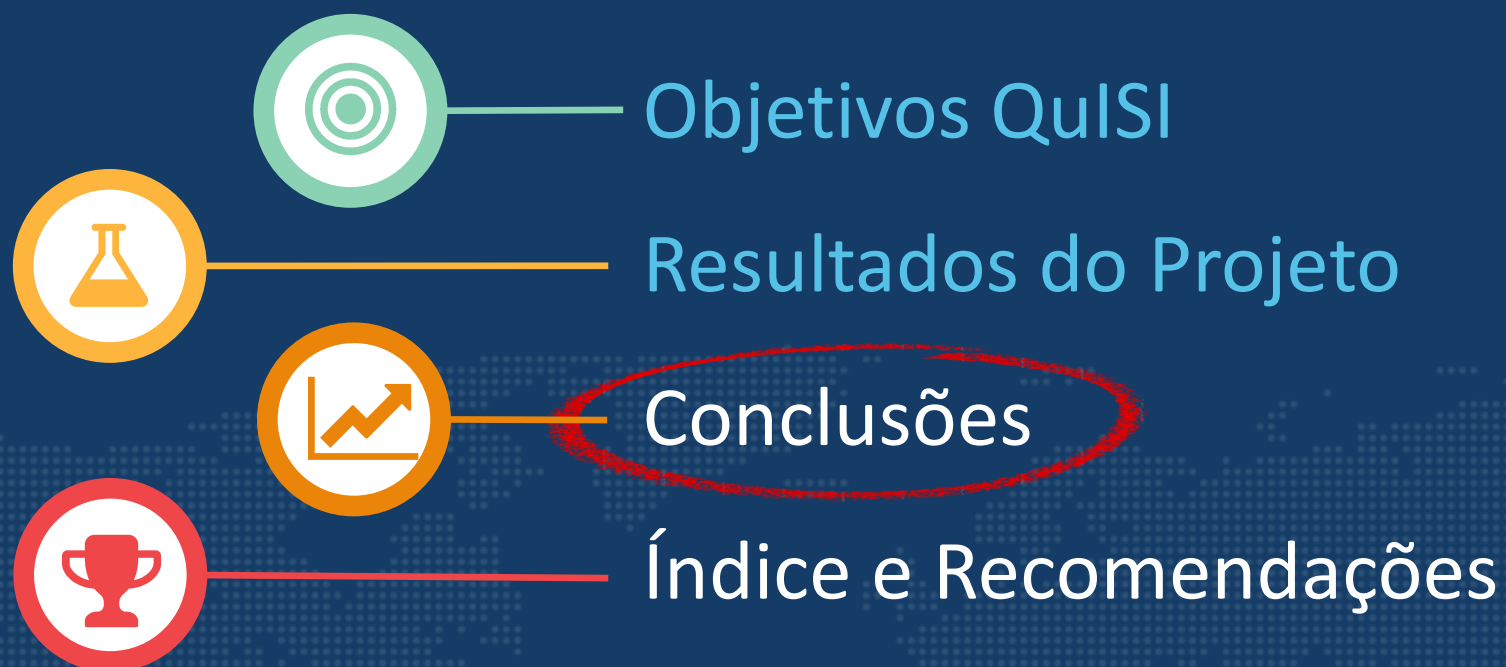 Objetivos QuISI
Resultados do Projeto
Conclusões
Índice e Recomendações